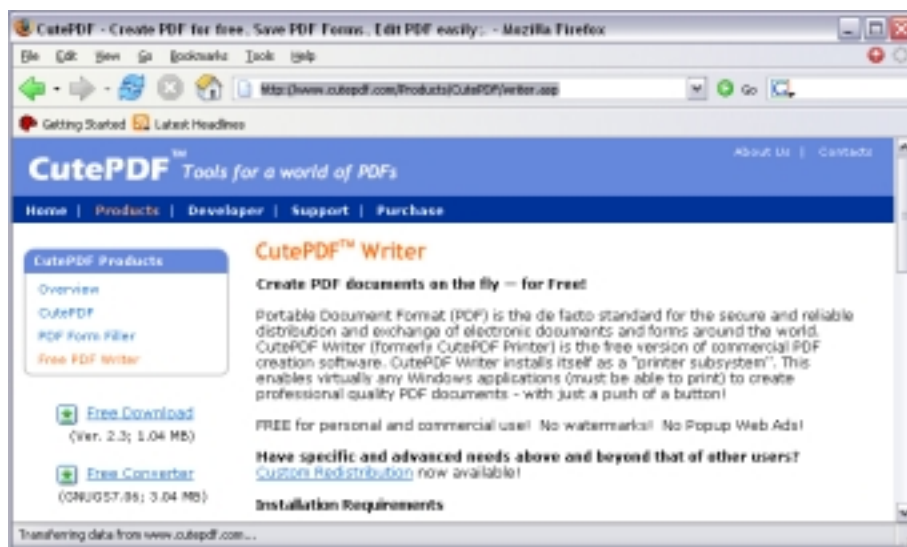 CutePDF - Create PDF for free, Save PDF Forms, Edit PDF easily;. - Mozilla Firefox
File Edit View Go Bookmarks Tools Help
http://www.cutepdf.com/Products/CutePDF/writer.asp Go
Getting Started Latest Headlines
About Us | Contacts
CutePDF™ Tools for a world of PDFs
Home | Products | Developer | Support | Purchase
CutePDF Products
Overview
CutePDF
PDF Form Filler
Free PDF Writer
Free Download
(Ver. 2.3; 1.04 MB)
Free Converter
(GNUGS7.06; 3.04 MB)
CutePDF™ Writer
Create PDF documents on the fly — for Free!
Portable Document Format (PDF) is the de facto standard for the secure and reliable
distribution and exchange of electronic documents and forms around the world.
CutePDF Writer (formerly CutePDF Printer) is the free version of commercial PDF
creation software. CutePDF Writer installs itself as a "printer subsystem". This
enables virtually any Windows applications (must be able to print) to create
professional quality PDF documents - with just a push of a button!
FREE for personal and commercial use! No watermarks! No Popup Web Ads!
Have specific and advanced needs above and beyond that of other users?
Custom Redistribution now available!
Installation Requirements
Transferring data from www.cutepdf.com...